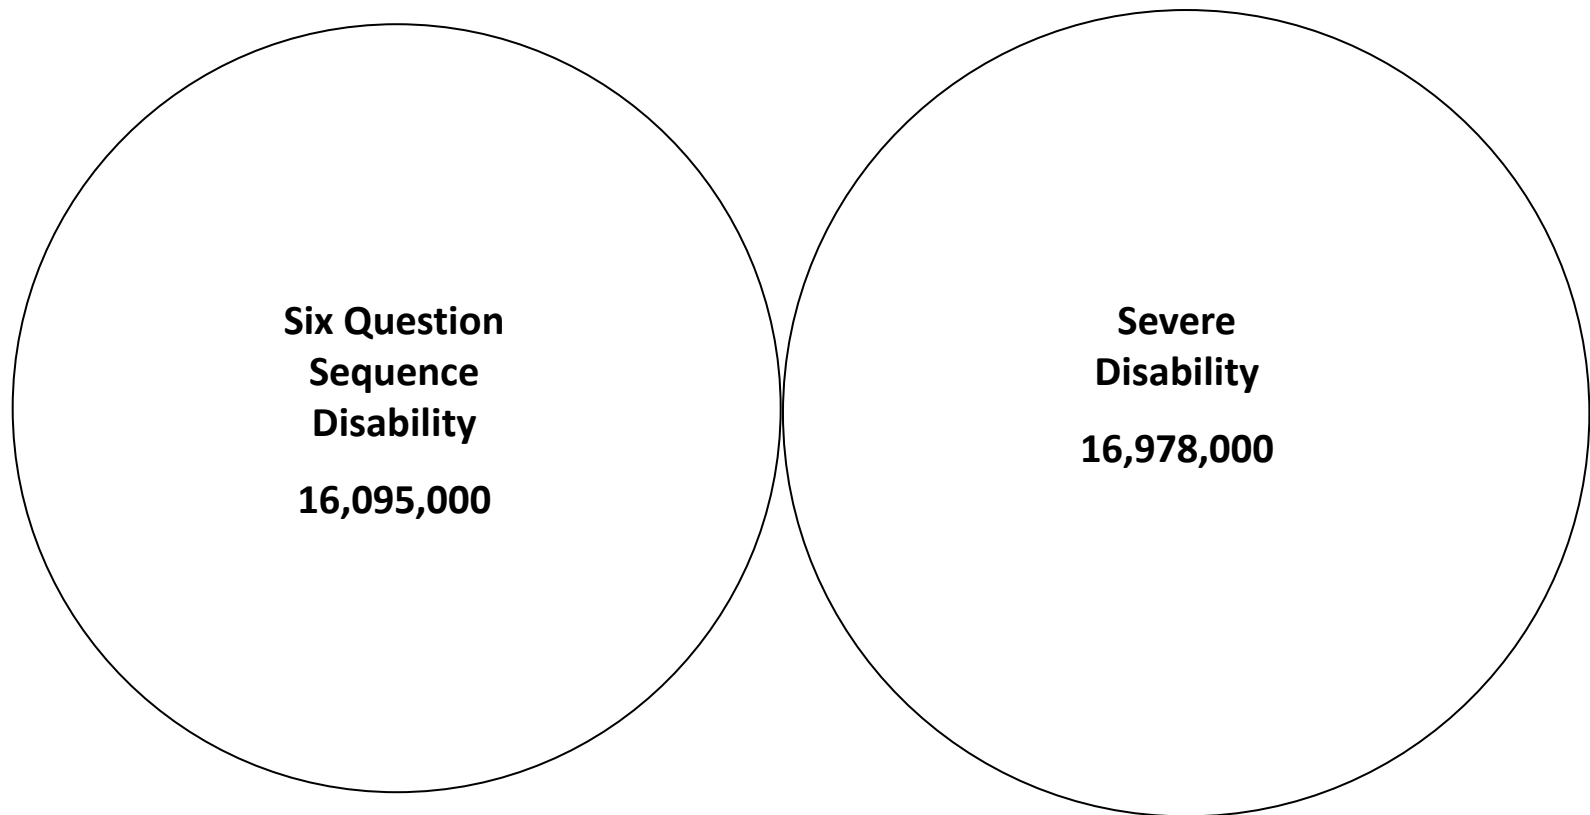 Six Question
Sequence
Disability
16,095,000
Severe
Disability
16,978,000